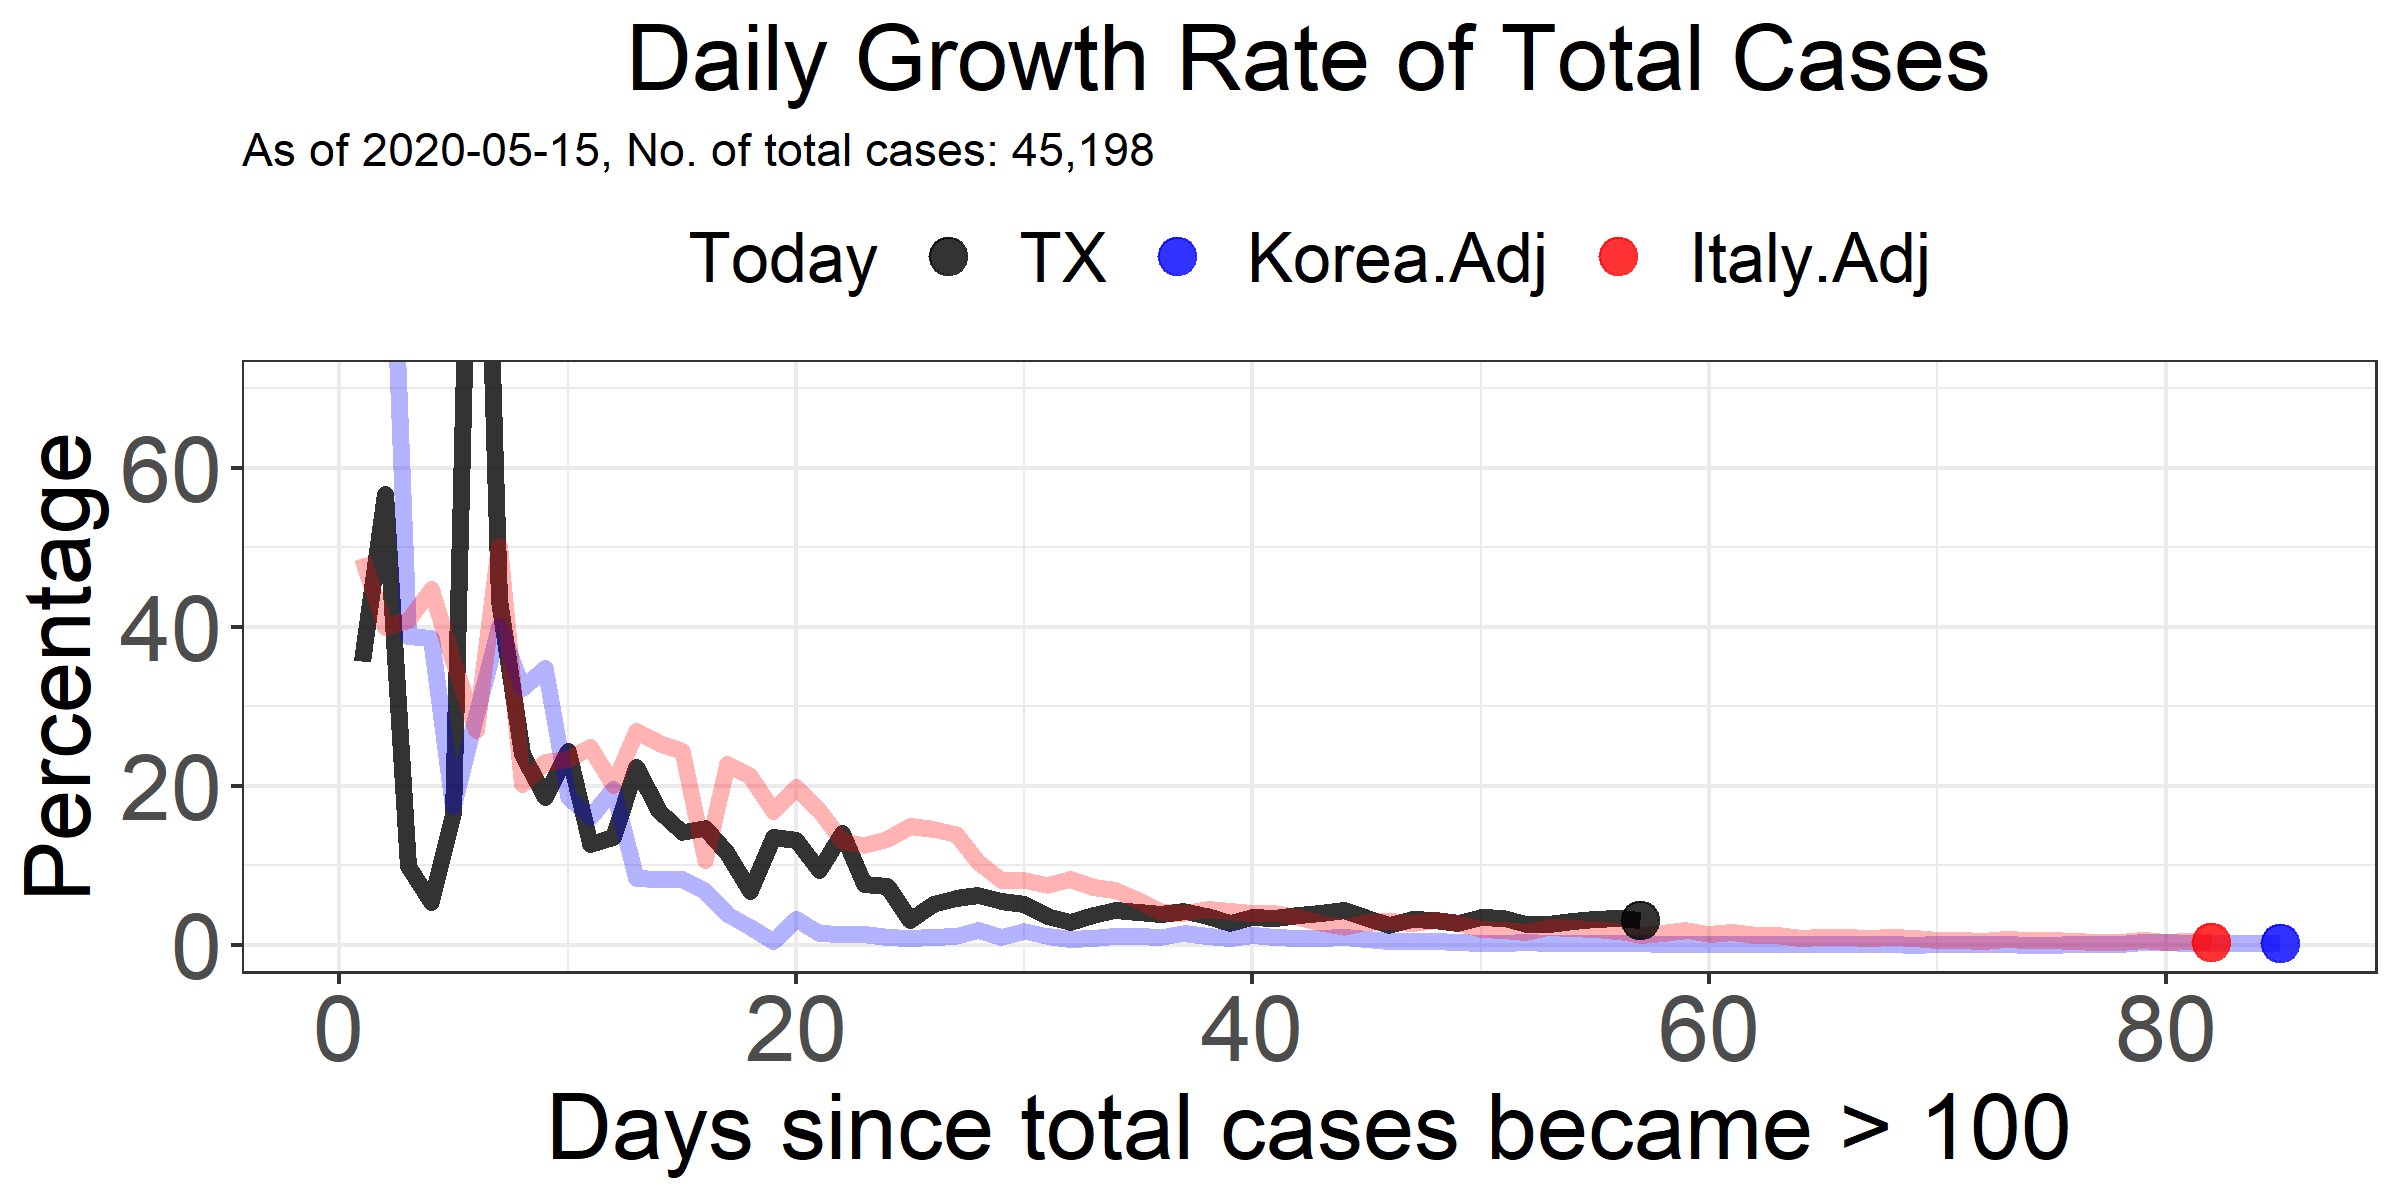 Daily Growth Rate of Total Cases
As of 2020-05-15, No. of total cases: 45,198
Today TX Korea.Adj Italy.Adj
Percentage
60
40
20
0
0 20 40 60 80
Days since total cases became > 100